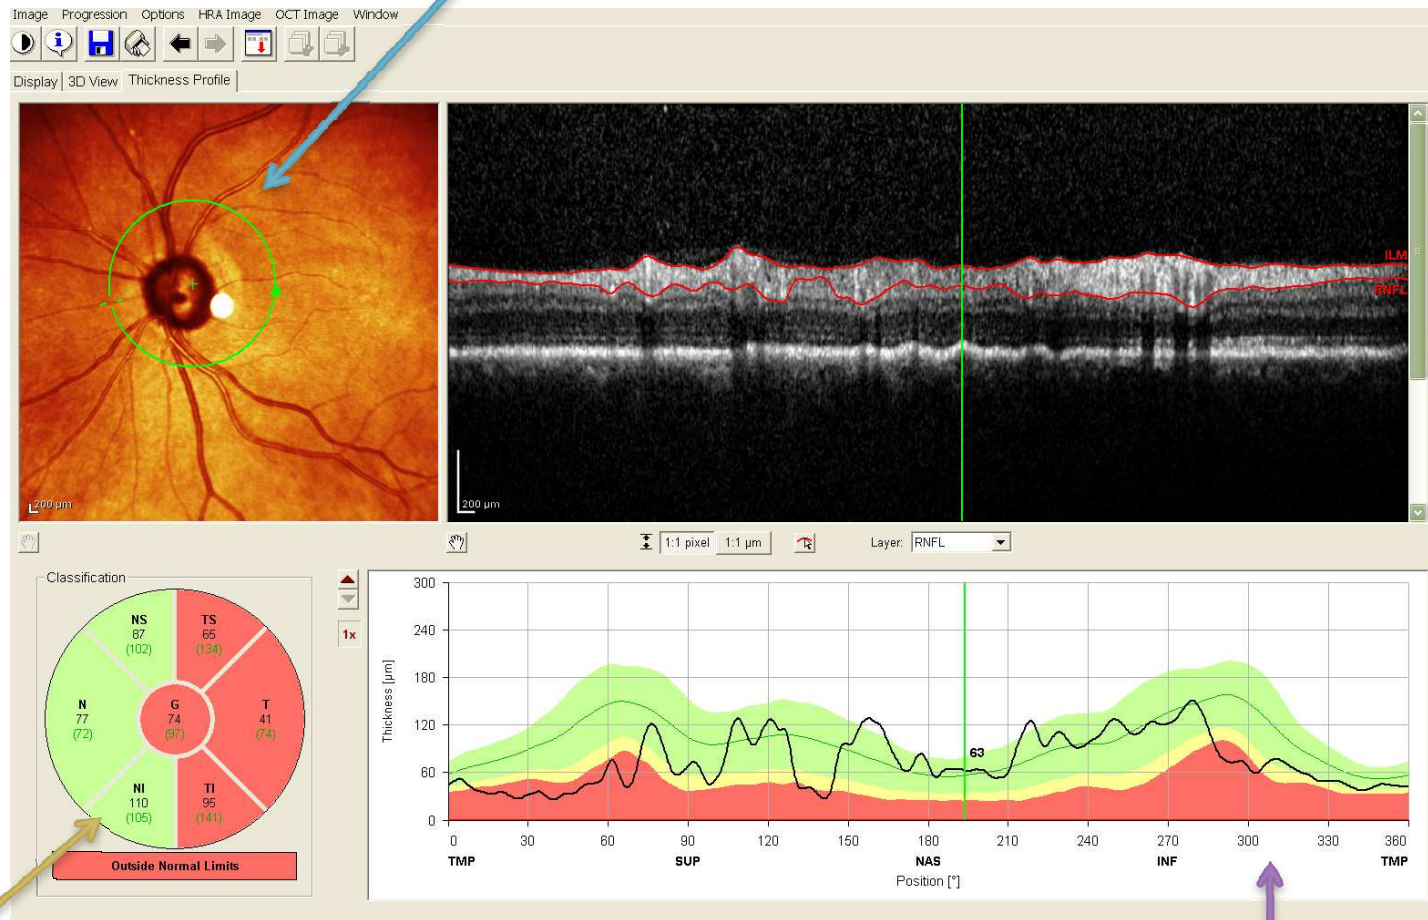 Image Progression Options HRA Image OCT Image Window
Display 3D View Thickness Profile
ILM
RNFL
200 µm
200 µm
1:1 pixel 1:1 µm Layer: RNFL
Classification
NS
87
(102)
TS
65
(134)
N
77
(72)
G
74
(97)
T
41
(74)
NI
110
(105)
TI
95
(141)
Outside Normal Limits
1x
Thickness [µm]
300
240
180
120
60
0
63
0 30 60 90 120 150 180 210 240 270 300 330 360
TMP SUP NAS INF TMP
Position [°]